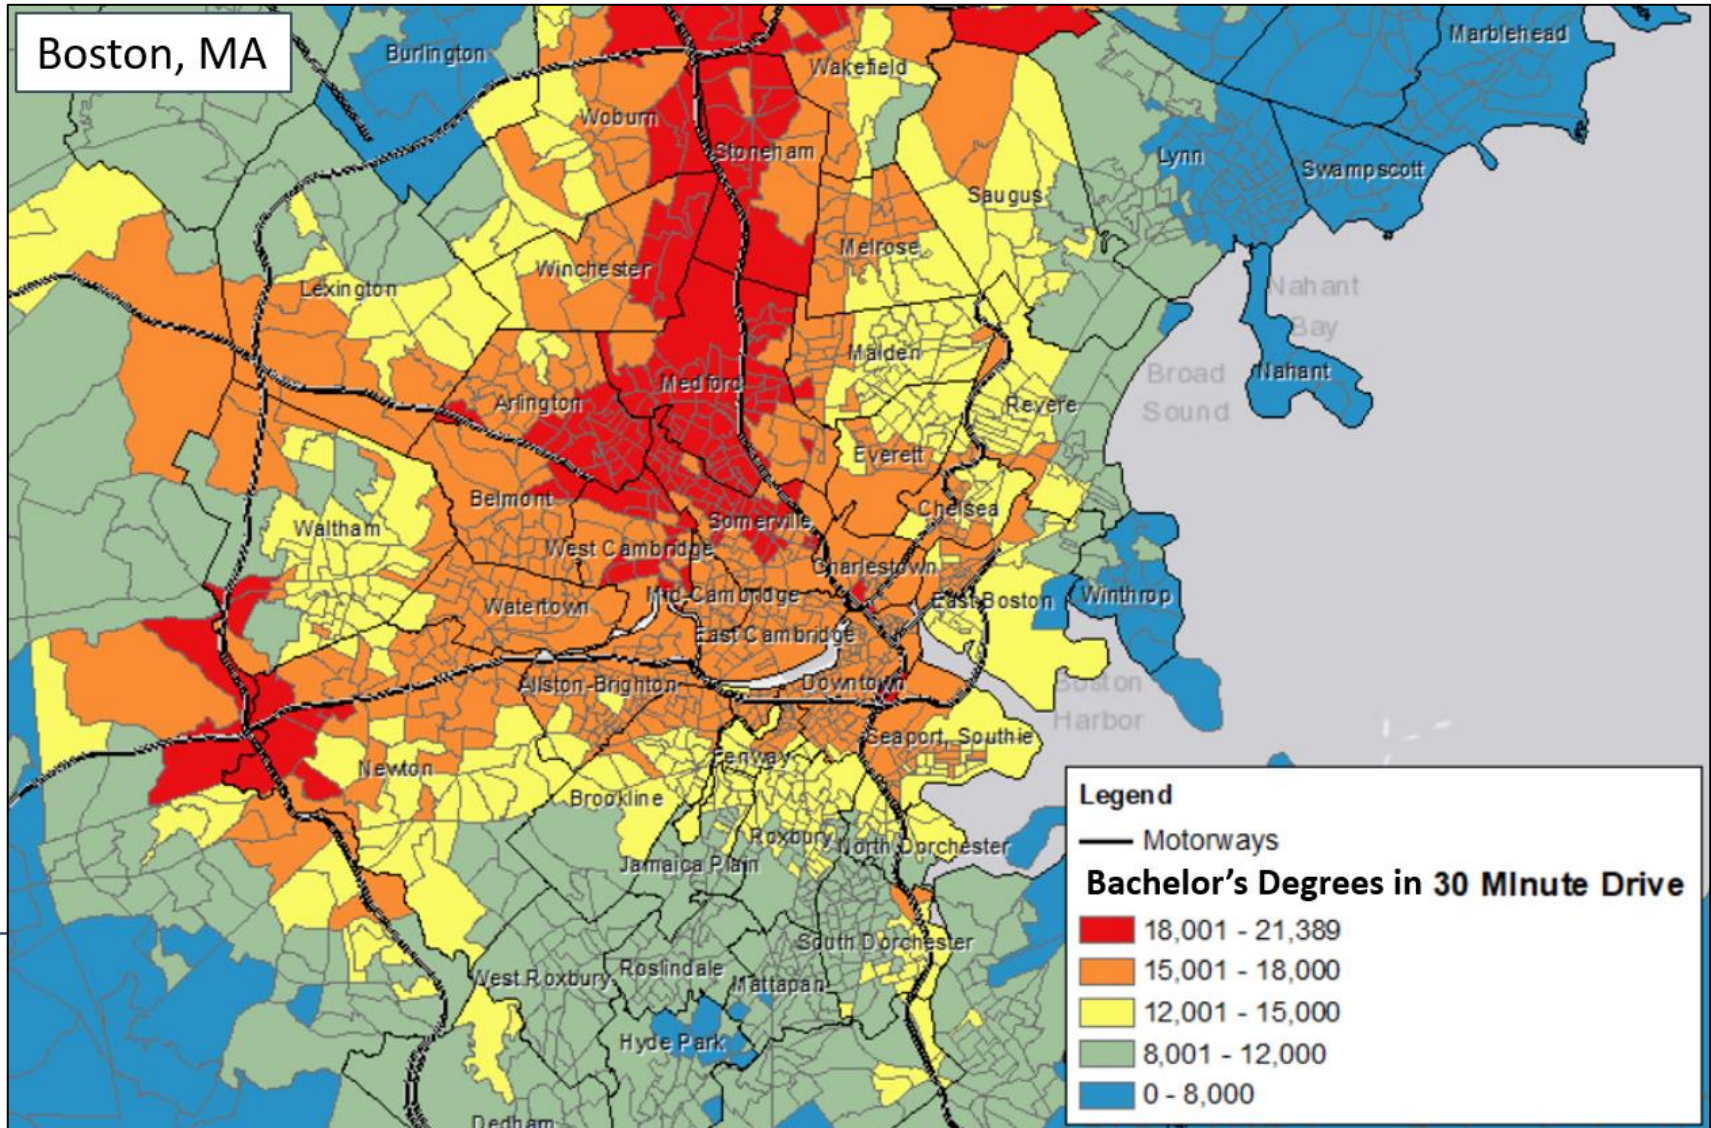 Boston, MA
Burlington
Marblehead
Wakefield
Woburn
Stoneham
Lynn
Swampscott
Saugus
Melrose
Winchester
Lexington
Nahant
Bay
Malden
Broad
Sound
Nahant
Medford
Arlington
Revere
Everett
Belmont
Chelsea
Waltham
Somerville
West Cambridge
Charlestown
Mid-Cambridge
Watertown
East Boston
Winthrop
East Cambridge
Allston-Brighton
Downtown
Boston
Harbor
Seaport, Southie
Fenway
Newton
Brookline
Roxbury
North Dorchester
Jamaica Plain
South Dorchester
West Roxbury
Roslindale
Mattapan
Hyde Park
Dedham
Legend
Motorways
Bachelor’s Degrees in 30 MInute Drive
18,001 - 21,389
15,001 - 18,000
12,001 - 15,000
8,001 - 12,000
0 - 8,000